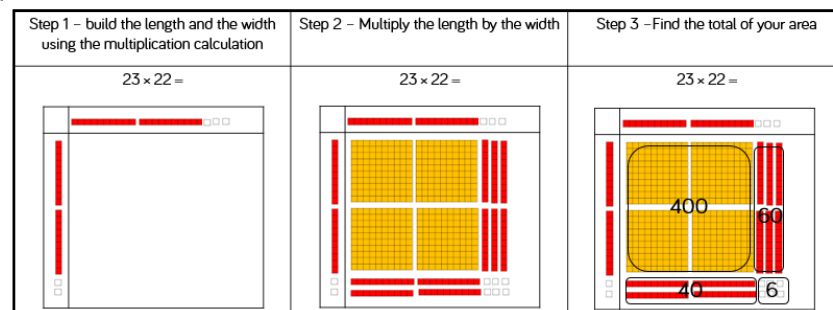 Step 1 – build the length and the width
using the multiplication calculation
Step 2 – Multiply the length by the width
Step 3 –Find the total of your area
23 × 22 =
23 × 22 =
23 × 22 =
400
60
40
6